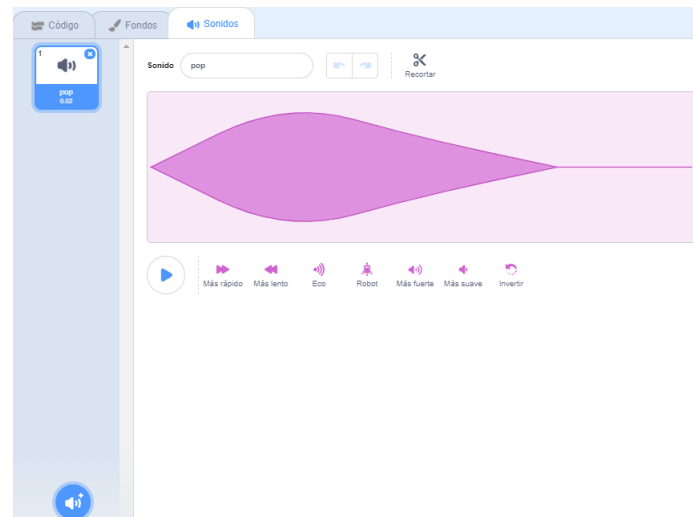 Código Fondos Sonidos
1
pop
0.02
Sonido pop
Recortar
Más rápido Más lento Eco Robot Más fuerte Más suave Invertir